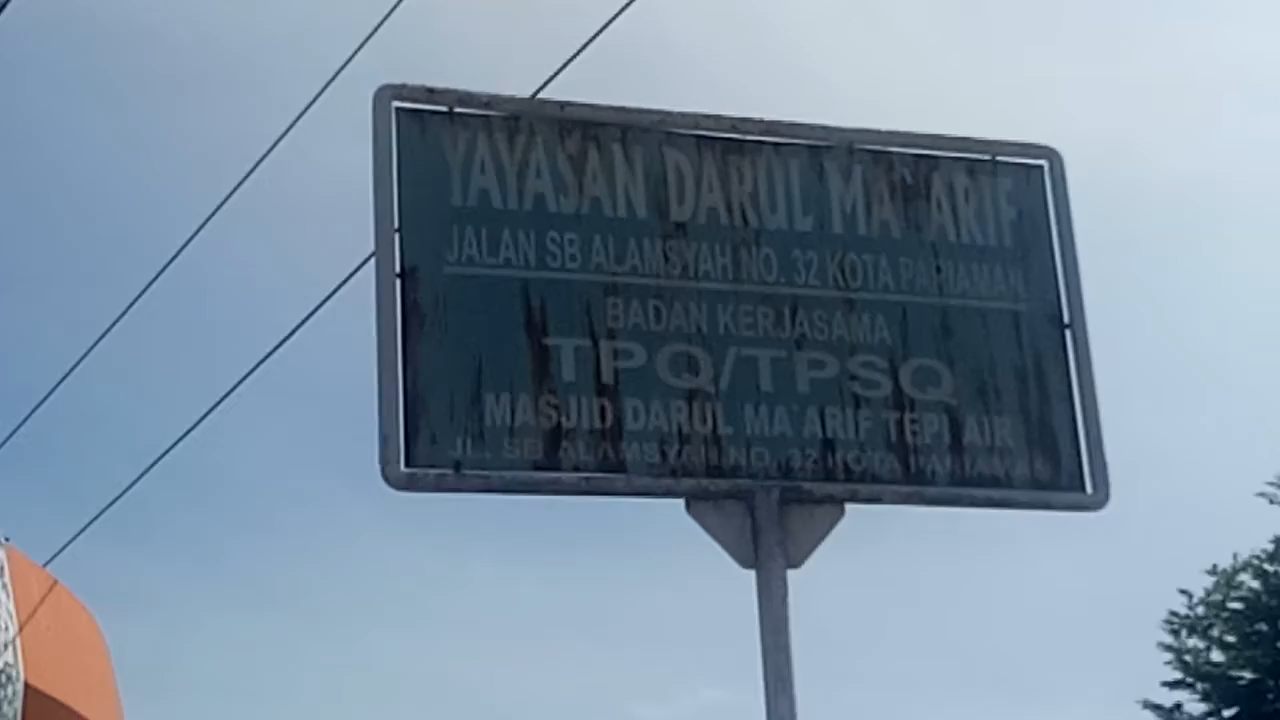 YAYASAN DARUL MA`ARIF
JALAN SB ALAMSYAH NO. 32 KOTA PARIAMAN
BADAN KERJASAMA
TPQ/TPSQ
MASJID DARUL MA`ARIF TEPI AIR
JL. SB ALAMSYAH NO. 32 KOTA PARIAMAN